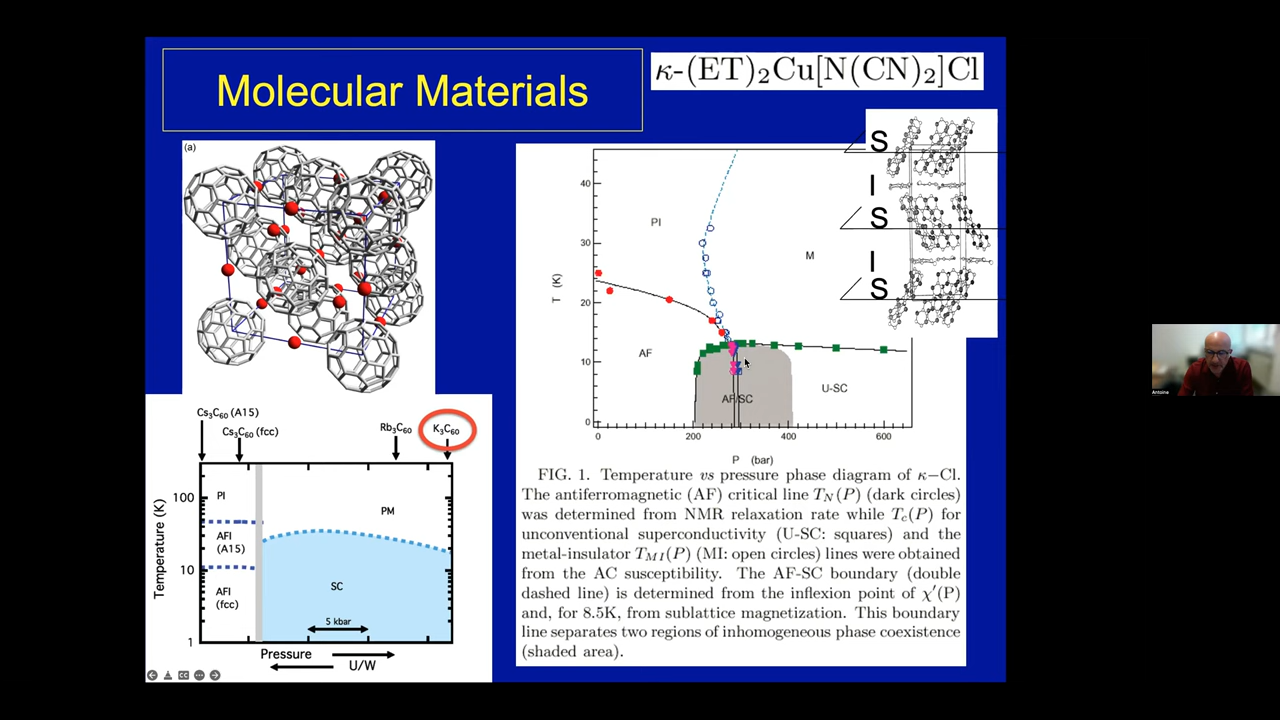 Molecular Materials
κ-(ET)₂Cu[N(CN)₂]Cl
(a)
S
I
S
I
S
40
30
20
10
0
T (K)
PI
M
AF
AF/SC
U-SC
0
200
400
600
P (bar)
FIG. 1. Temperature vs pressure phase diagram of κ−Cl.
The antiferromagnetic (AF) critical line T_N(P) (dark circles)
was determined from NMR relaxation rate while T_c(P) for
unconventional superconductivity (U-SC: squares) and the
metal-insulator T_MI(P) (MI: open circles) lines were obtained
from the AC susceptibility. The AF-SC boundary (double
dashed line) is determined from the inflexion point of χ′(P)
and, for 8.5K, from sublattice magnetization. This boundary
line separates two regions of inhomogeneous phase coexistence
(shaded area).
Cs₃C₆₀ (A15)
Cs₃C₆₀ (fcc)
Rb₃C₆₀
K₃C₆₀
Temperature (K)
100
10
1
PI
AFI
(A15)
AFI
(fcc)
PM
SC
5 kbar
Pressure
U/W
Antoine